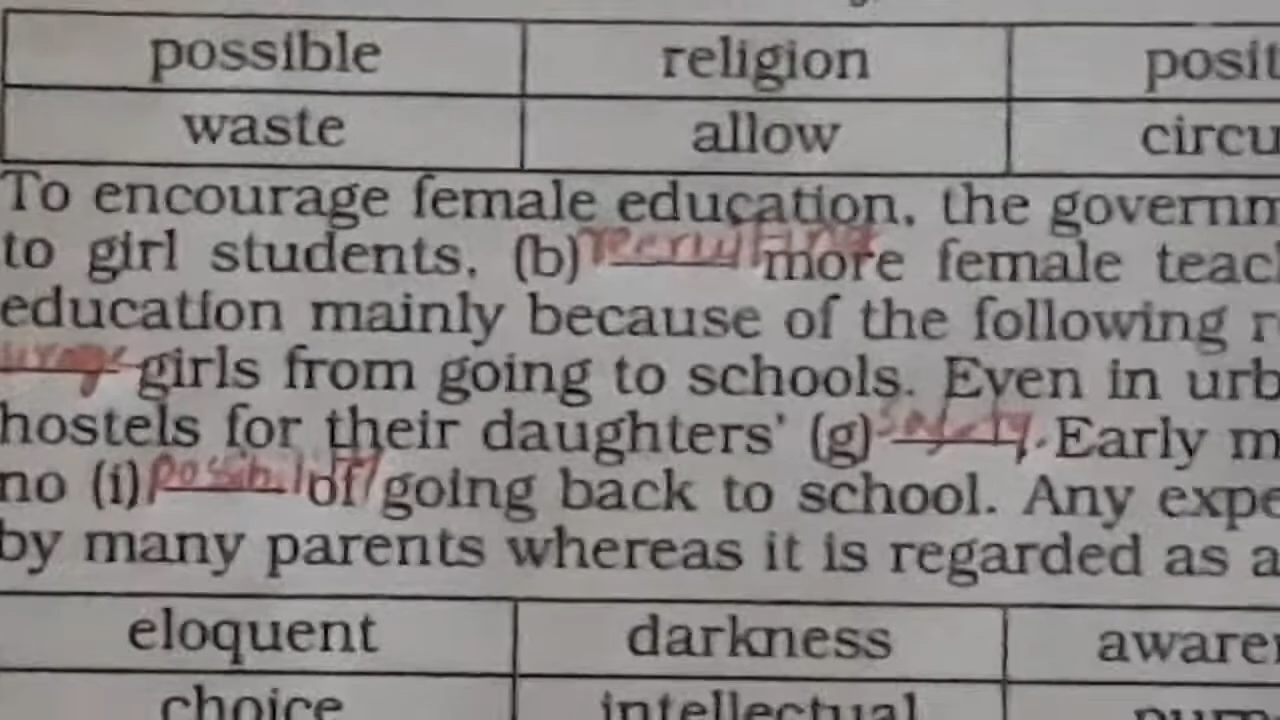 possible religion posit
waste allow circu
To encourage female education, the governm
to girl students, (b) recruiting more female teac
education mainly because of the following r
girls from going to schools. Even in urb
hostels for their daughters' (g) safety. Early m
no (i) possibility of going back to school. Any expe
by many parents whereas it is regarded as a
eloquent darkness aware
choice intellectual